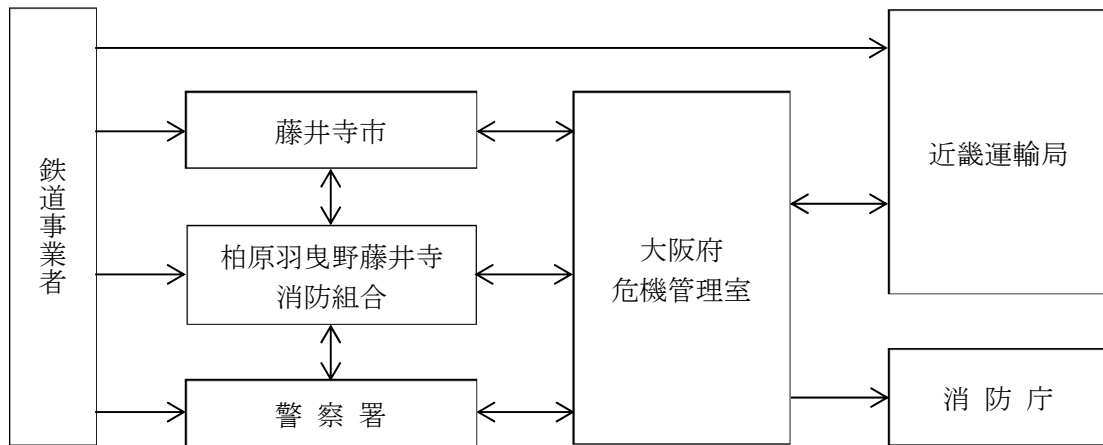 鉄道事業者
藤井寺市
柏原羽曳野藤井寺
消防組合
警 察 署
大阪府
危機管理室
近畿運輸局
消 防 庁